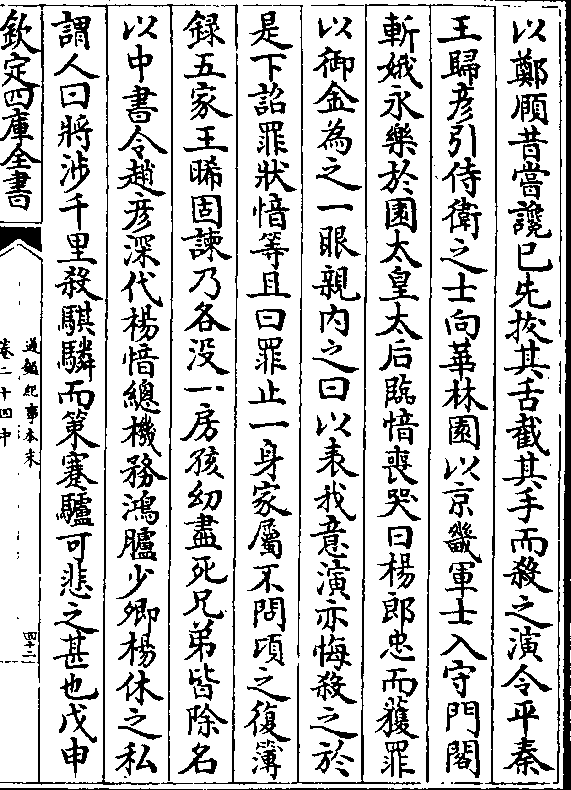 以鄭頤昔嘗讒已先拔其舌截其手而殺之演令平秦
王歸彦引侍衛之士向華林園以京畿軍士入守門閤
斬娥永樂於園太皇太后臨愔喪哭曰楊郎忠而獲罪
以御金為之一眼親内之曰以表我意演亦悔殺之於
是下詔罪狀愔等且曰罪止一身家屬不問頃之復簿
録五家王晞固諫乃各没一房孩幼盡死兄弟皆除名
以中書令趙彦深代楊愔總機務鴻臚少卿楊休之私
謂人曰將涉千里殺騏驎而策蹇驢可悲之甚也戊申
欽定四庫全書
通鑑紀事本末
卷二十四中
四十二